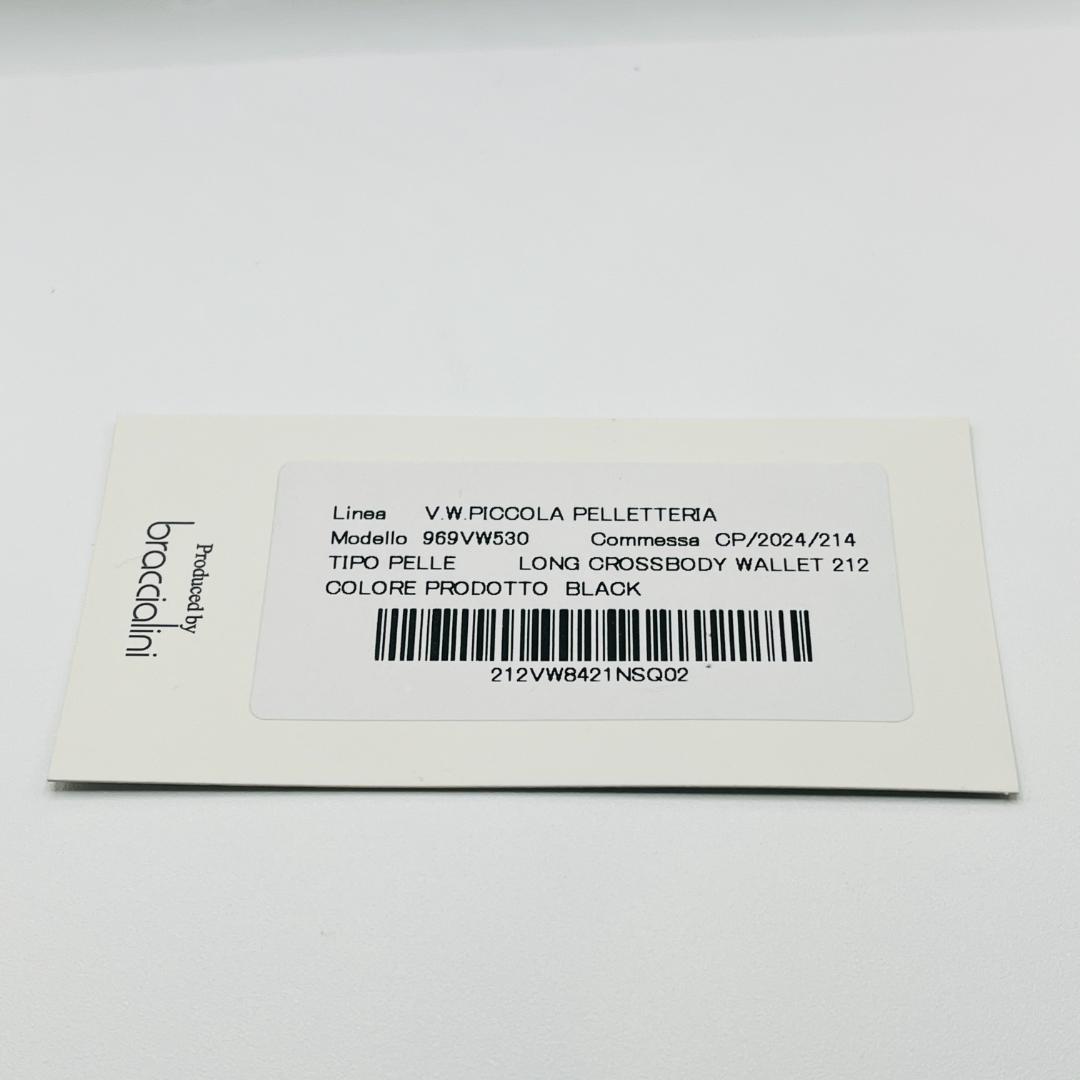 Produced by
braccialini
Linea V.W.PICCOLA PELLETTERIA
Modello 969VW530 Commessa CP/2024/214
TIPO PELLE LONG CROSSBODY WALLET 212
COLORE PRODOTTO BLACK
212VW8421NSQ02